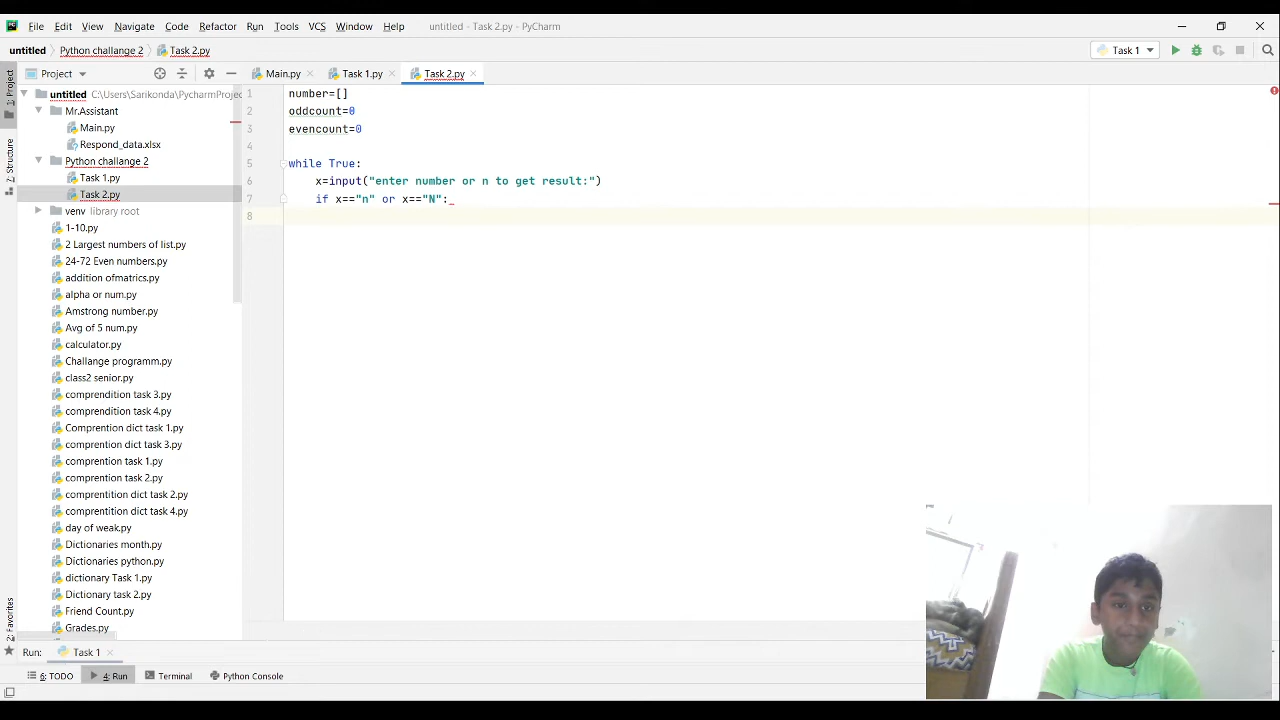 File Edit View Navigate Code Refactor Run Tools VCS Window Help untitled - Task 2.py - PyCharm
untitled Python challange 2 Task 2.py Task 1
Project Main.py Task 1.py Task 2.py
1: Project
Z: Structure
2: Favorites
untitled C:\Users\Sarikonda\PycharmProjec
Mr.Assistant
Main.py
Respond_data.xlsx
Python challange 2
Task 1.py
Task 2.py
venv library root
1-10.py
2 Largest numbers of list.py
24-72 Even numbers.py
addition ofmatrics.py
alpha or num.py
Amstrong number.py
Avg of 5 num.py
calculator.py
Challange programm.py
class2 senior.py
comprendition task 3.py
comprendition task 4.py
Comprention dict task 1.py
comprention dict task 3.py
comprention task 1.py
comprention task 2.py
comprentition dict task 2.py
comprentition dict task 4.py
day of weak.py
Dictionaries month.py
Dictionaries python.py
dictionary Task 1.py
Dictionary task 2.py
Friend Count.py
Grades.py
1 number=[]
2 oddcount=0
3 evencount=0
4
5 while True:
6 x=input("enter number or n to get result:")
7 if x=="n" or x=="N":
8
Run: Task 1
6: TODO 4: Run Terminal Python Console